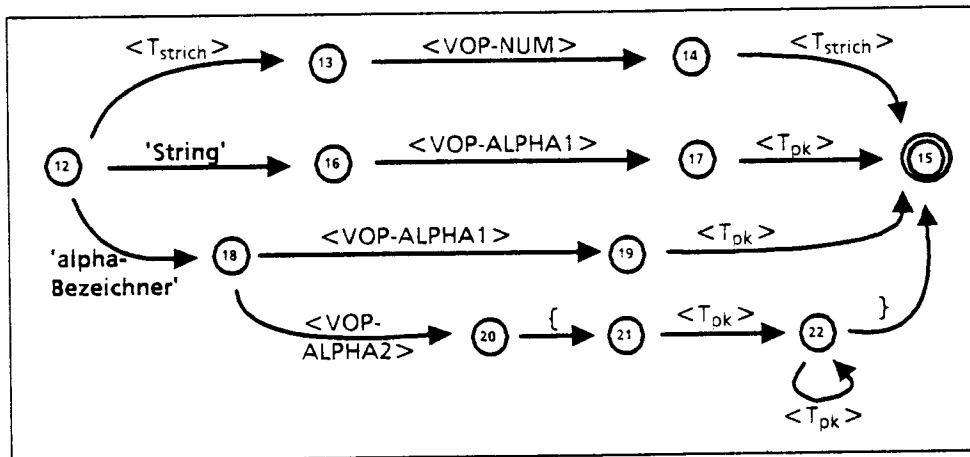 <T_strich> <VOP-NUM> <T_strich>
13 14
12 'String' 16 <VOP-ALPHA1> 17 <T_pk> 15
'alpha-
Bezeichner' 18 <VOP-ALPHA1> 19 <T_pk>
<VOP-
ALPHA2> 20 { 21 <T_pk> 22 }
<T_pk>